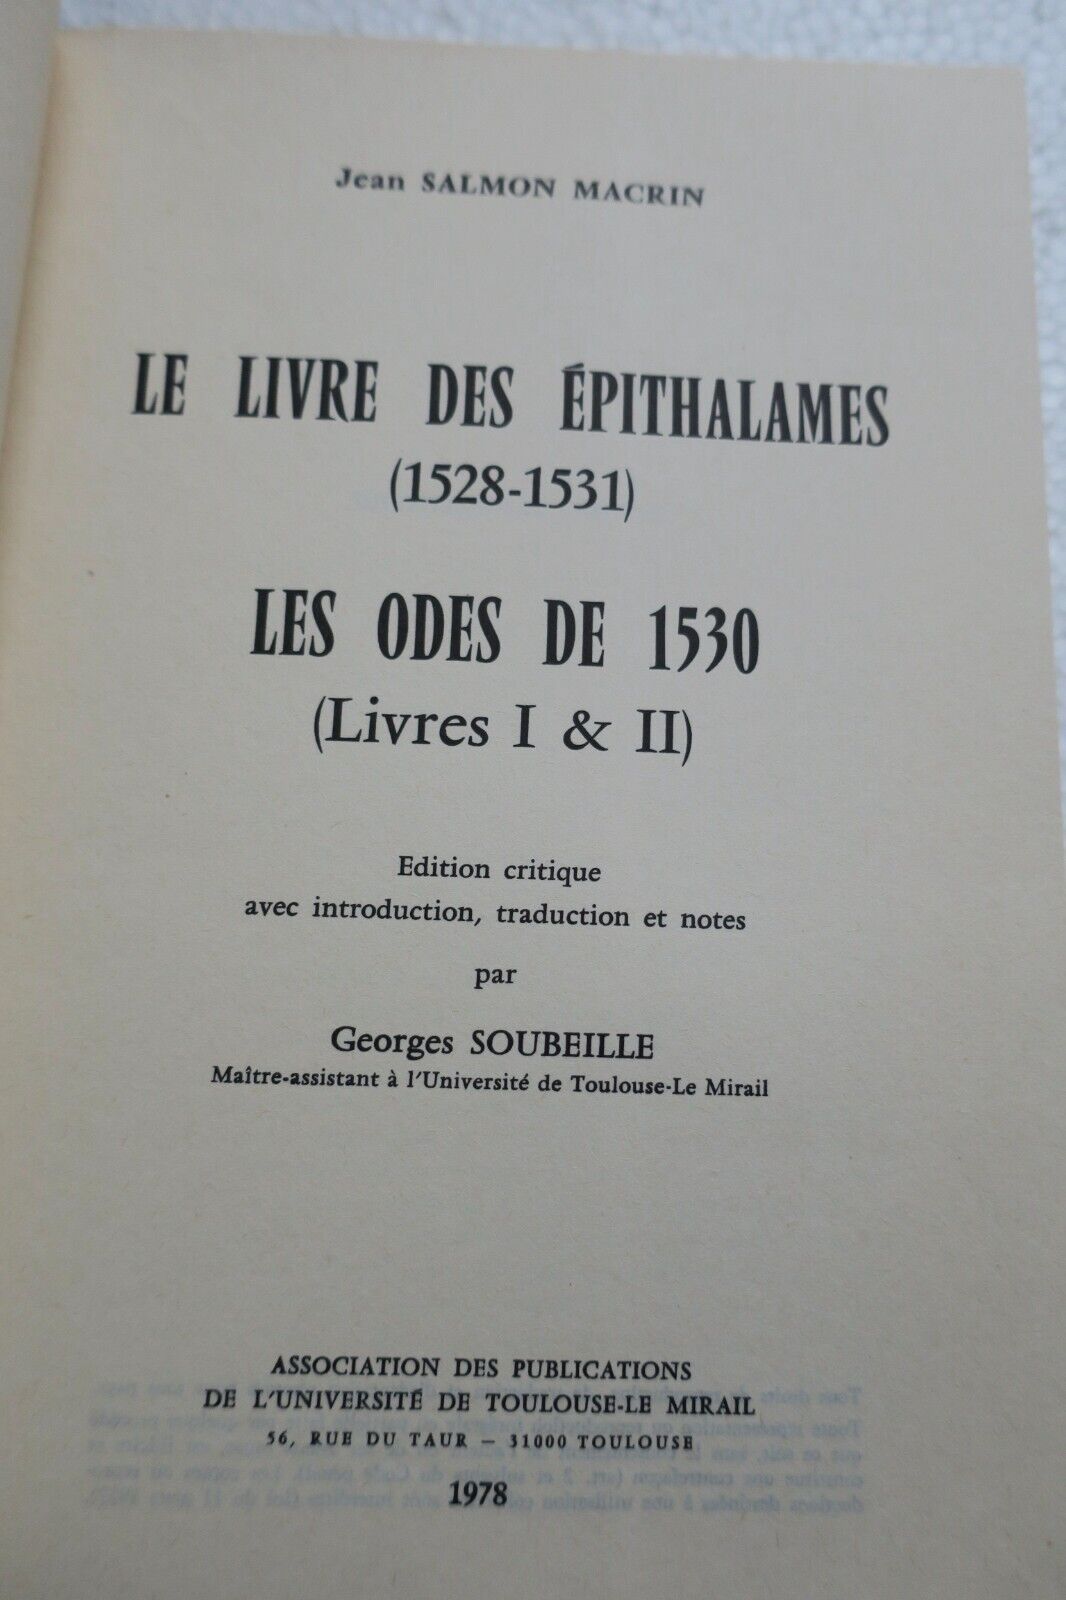 Jean SALMON MACRIN
LE LIVRE DES ÉPITHALAMES
(1528-1531)
LES ODES DE 1530
(Livres I & II)
Edition critique
avec introduction, traduction et notes
par
Georges SOUBEILLE
Maître-assistant à l'Université de Toulouse-Le Mirail
ASSOCIATION DES PUBLICATIONS
DE L'UNIVERSITÉ DE TOULOUSE-LE MIRAIL
56, RUE DU TAUR – 31000 TOULOUSE
1978